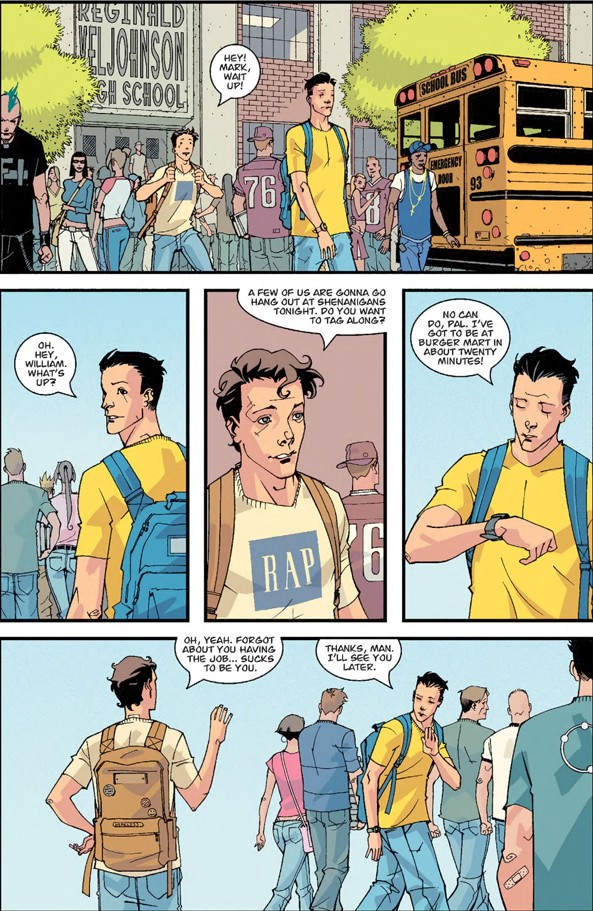 REGINALD
VELJOHNSON
HIGH SCHOOL
HEY!
MARK,
WAIT
UP!
76
8
SCHOOL BUS
EMERGENCY
DOOR
93
OH.
HEY,
WILLIAM.
WHAT'S
UP?
A FEW OF US ARE GONNA GO
HANG OUT AT SHENANIGANS
TONIGHT. DO YOU WANT
TO TAG ALONG?
RAP
76
NO CAN
DO, PAL. I'VE
GOT TO BE AT
BURGER MART IN
ABOUT TWENTY
MINUTES!
OH, YEAH. FORGOT
ABOUT YOU HAVING
THE JOB... SUCKS
TO BE YOU.
THANKS, MAN.
I'LL SEE YOU
LATER.